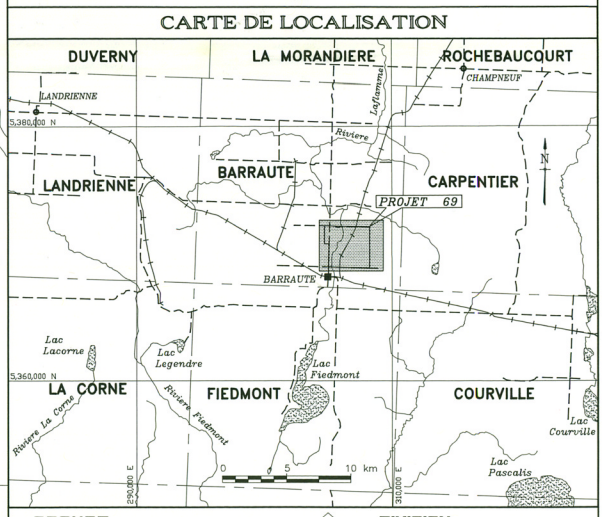 CARTE DE LOCALISATION
DUVERNY
LA MORANDIERE
ROCHEBAUCOURT
CHAMPNEUF
LANDRIENNE
Laflamme
5,380,000 N
Riviere
N
LANDRIENNE
BARRAUTE
CARPENTIER
PROJET 69
BARRAUTE
Lac
Lacorne
Lac
Legendre
Lac
Fiedmont
5,360,000 N
LA CORNE
FIEDMONT
COURVILLE
Riviere La Corne
Riviere Fiedmont
Lac
Courville
Lac
Pascalis
0 5 10 km
290,000 E
310,000 E